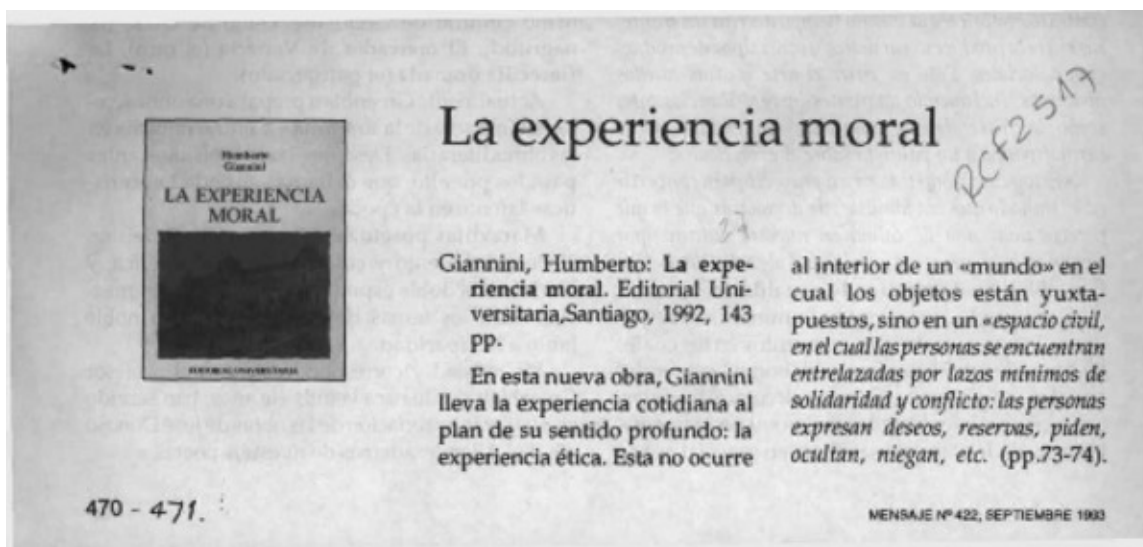 La experiencia moral
RCF2517
Humberto
Giannini
LA EXPERIENCIA
MORAL
EDITORIAL UNIVERSITARIA
Giannini, Humberto: La expe-
riencia moral. Editorial Uni-
versitaria,Santiago, 1992, 143
pp.
En esta nueva obra, Giannini
lleva la experiencia cotidiana al
plan de su sentido profundo: la
experiencia ética. Esta no ocurre
al interior de un «mundo» en el
cual los objetos están yuxta-
puestos, sino en un «espacio civil,
en el cual las personas se encuentran
entrelazadas por lazos mínimos de
solidaridad y conflicto: las personas
expresan deseos, reservas, piden,
ocultan, niegan, etc. (pp.73-74).
470 - 471.
MENSAJE Nº 422, SEPTIEMBRE 1993